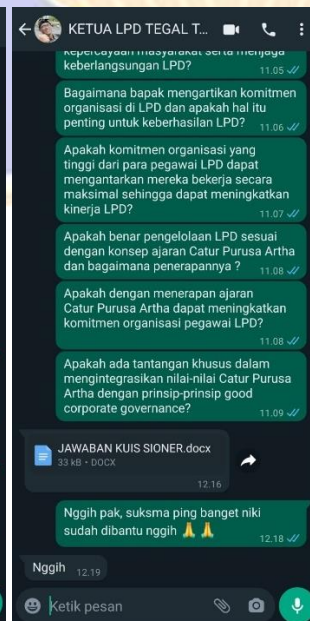 KETUA LPD TEGAL T...
kepercayaan masyarakat serta menjaga
keberlangsungan LPD?
11.05
Bagaimana bapak mengartikan komitmen
organisasi di LPD dan apakah hal itu
penting untuk keberhasilan LPD?
11.06
Apakah komitmen organisasi yang
tinggi dari para pegawai LPD dapat
mengantarkan mereka bekerja secara
maksimal sehingga dapat meningkatkan
kinerja LPD?
11.07
Apakah benar pengelolaan LPD sesuai
dengan konsep ajaran Catur Purusa Artha
dan bagaimana penerapannya ?
11.08
Apakah dengan menerapan ajaran
Catur Purusa Artha dapat meningkatkan
komitmen organisasi pegawai LPD?
11.08
Apakah ada tantangan khusus dalam
mengintegrasikan nilai-nilai Catur Purusa
Artha dengan prinsip-prinsip good
corporate governance?
11.09
JAWABAN KUIS SIONER.docx
33 kB • DOCX
12.16
Nggih pak, suksma ping banget niki
sudah dibantu nggih 🙏 🙏
12.18
Nggih 12.19
Ketik pesan